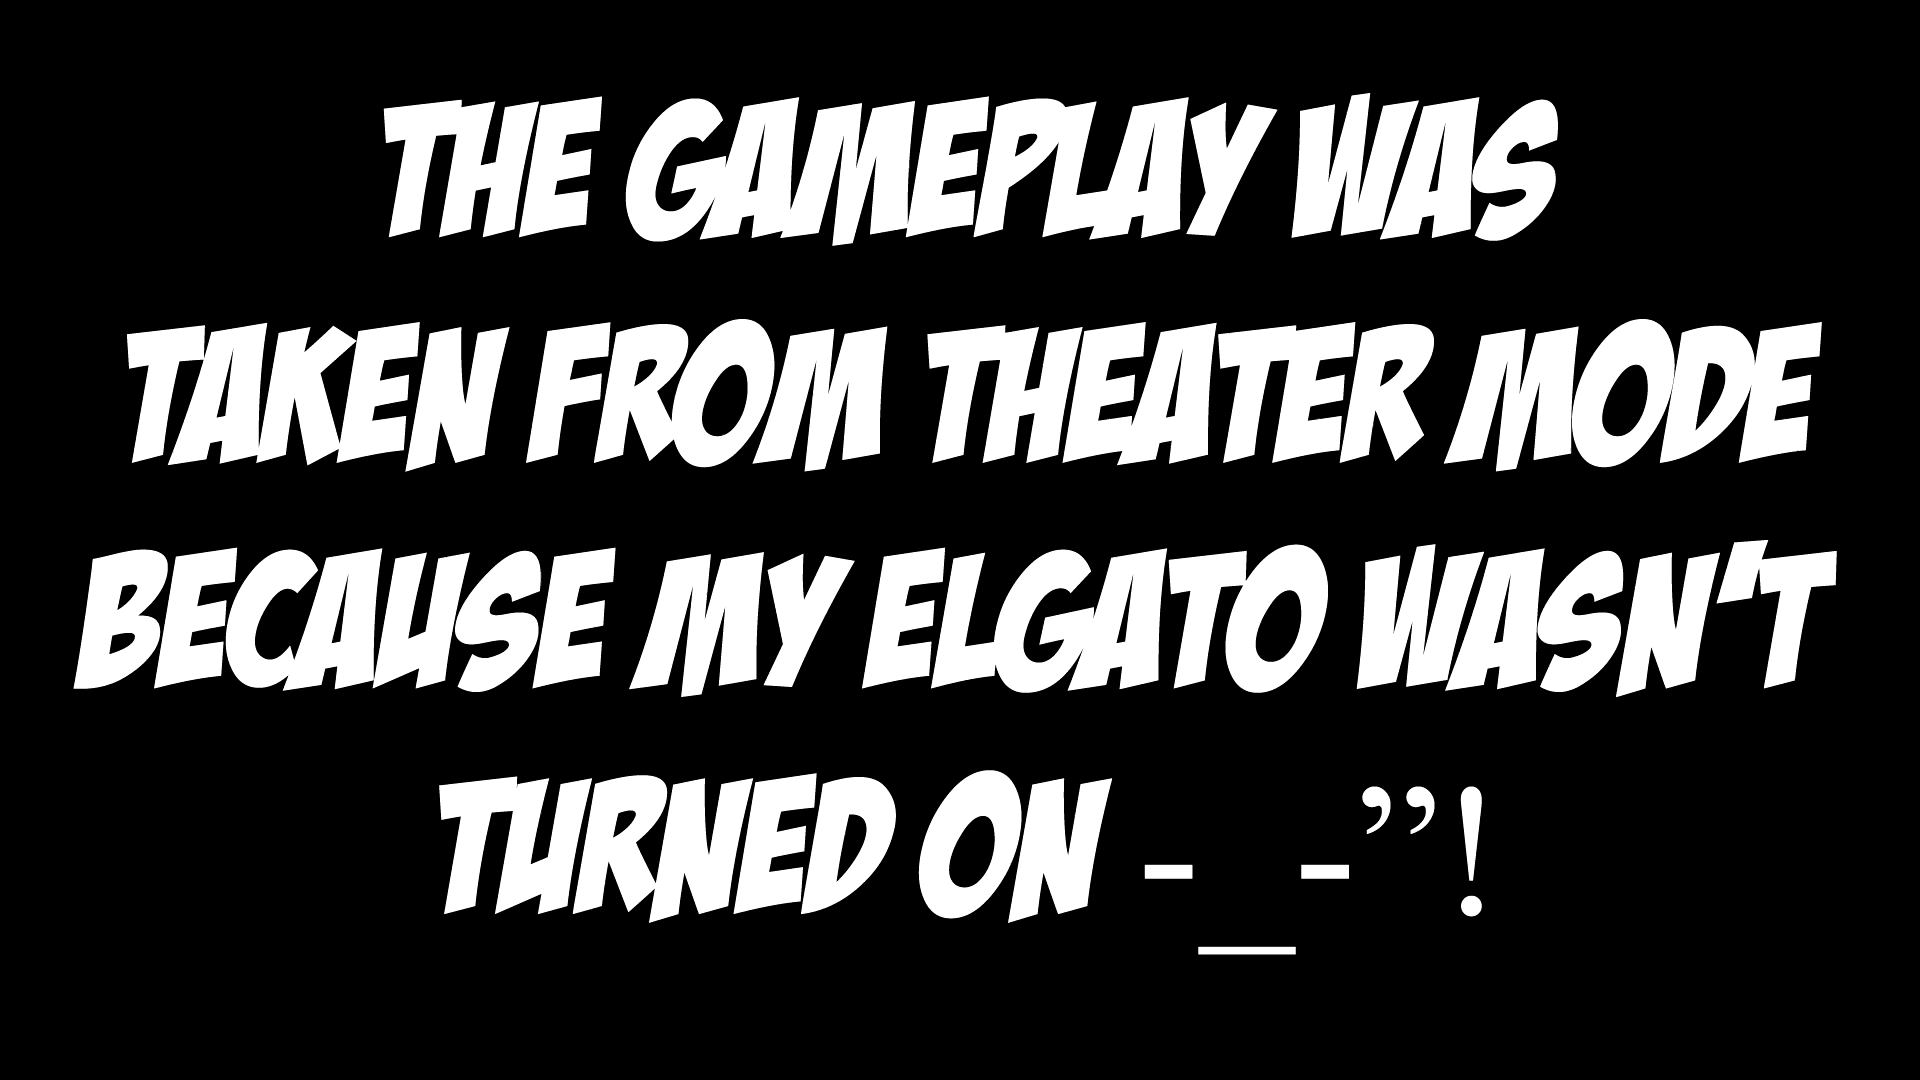 THE GAMEPLAY WAS
TAKEN FROM THEATER MODE
BECAUSE MY ELGATO WASN'T
TURNED ON -_-”!